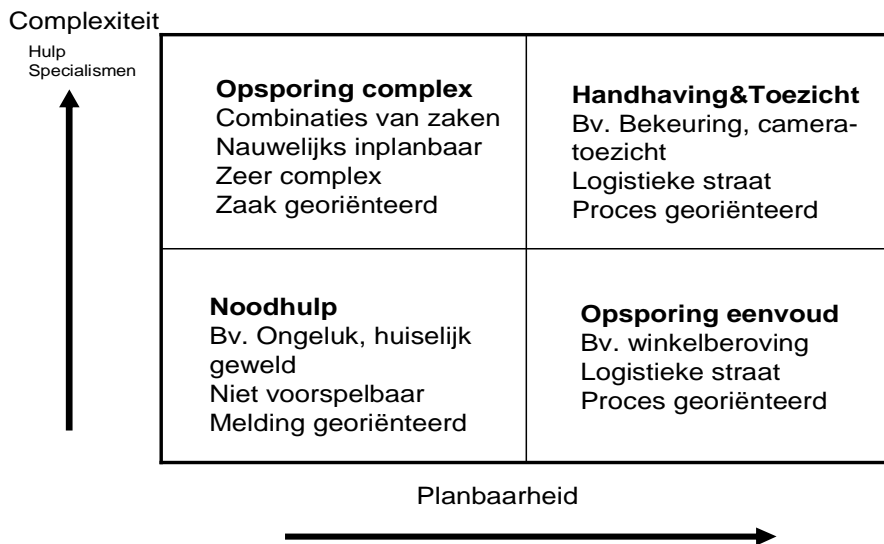 Complexiteit
Hulp
Specialismen
Opsporing complex
Combinaties van zaken
Nauwelijks inplanbaar
Zeer complex
Zaak georiënteerd
Handhaving&Toezicht
Bv. Bekeuring, camera-
toezicht
Logistieke straat
Proces georiënteerd
Noodhulp
Bv. Ongeluk, huiselijk
geweld
Niet voorspelbaar
Melding georiënteerd
Opsporing eenvoud
Bv. winkelberoving
Logistieke straat
Proces georiënteerd
Planbaarheid